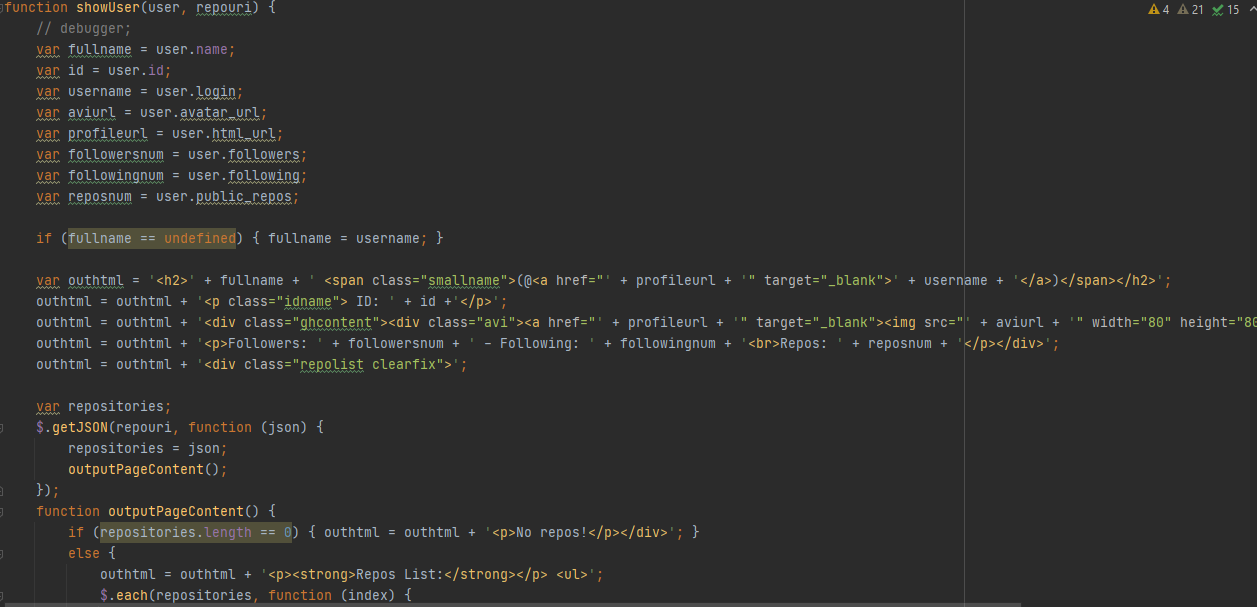 function showUser(user, repouri) {
⚠ 4 ⚠ 21 ✔ 15
// debugger;
var fullname = user.name;
var id = user.id;
var username = user.login;
var aviurl = user.avatar_url;
var profileurl = user.html_url;
var followersnum = user.followers;
var followingnum = user.following;
var reposnum = user.public_repos;
if (fullname == undefined) { fullname = username; }
var outhtml = '<h2>' + fullname + ' <span class="smallname">(@<a href="' + profileurl + '" target="_blank">' + username + '</a>)</span></h2>';
outhtml = outhtml + '<p class="idname"> ID: ' + id +'</p>';
outhtml = outhtml + '<div class="ghcontent"><div class="avi"><a href="' + profileurl + '" target="_blank"><img src="' + aviurl + '" width="80" height="80
outhtml = outhtml + '<p>Followers: ' + followersnum + ' - Following: ' + followingnum + '<br>Repos: ' + reposnum + '</p></div>';
outhtml = outhtml + '<div class="repolist clearfix">';
var repositories;
$.getJSON(repouri, function (json) {
repositories = json;
outputPageContent();
});
function outputPageContent() {
if (repositories.length == 0) { outhtml = outhtml + '<p>No repos!</p></div>'; }
else {
outhtml = outhtml + '<p><strong>Repos List:</strong></p> <ul>';
$.each(repositories, function (index) {